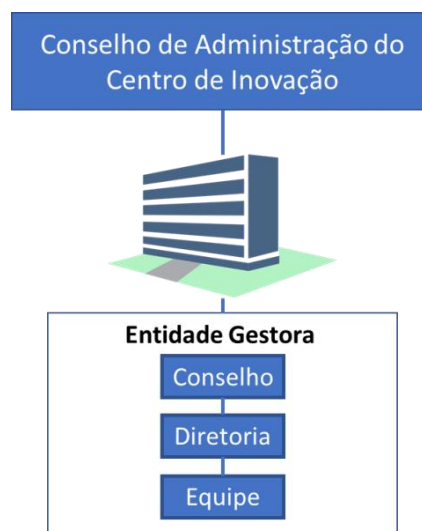 Conselho de Administração do
Centro de Inovação
Entidade Gestora
Conselho
Diretoria
Equipe